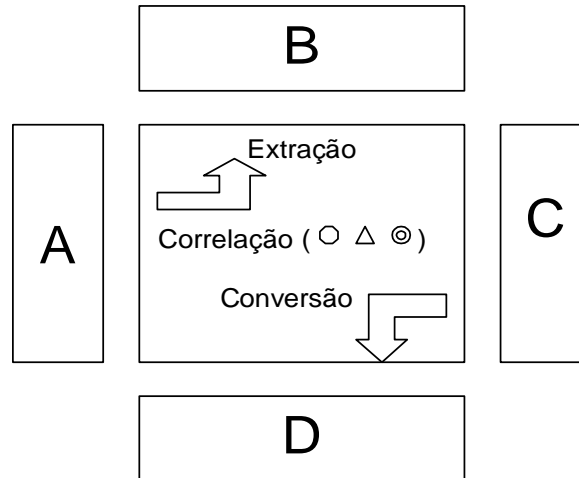 B
Extração
A
Correlação ( ○ △ ◎ )
C
Conversão
D